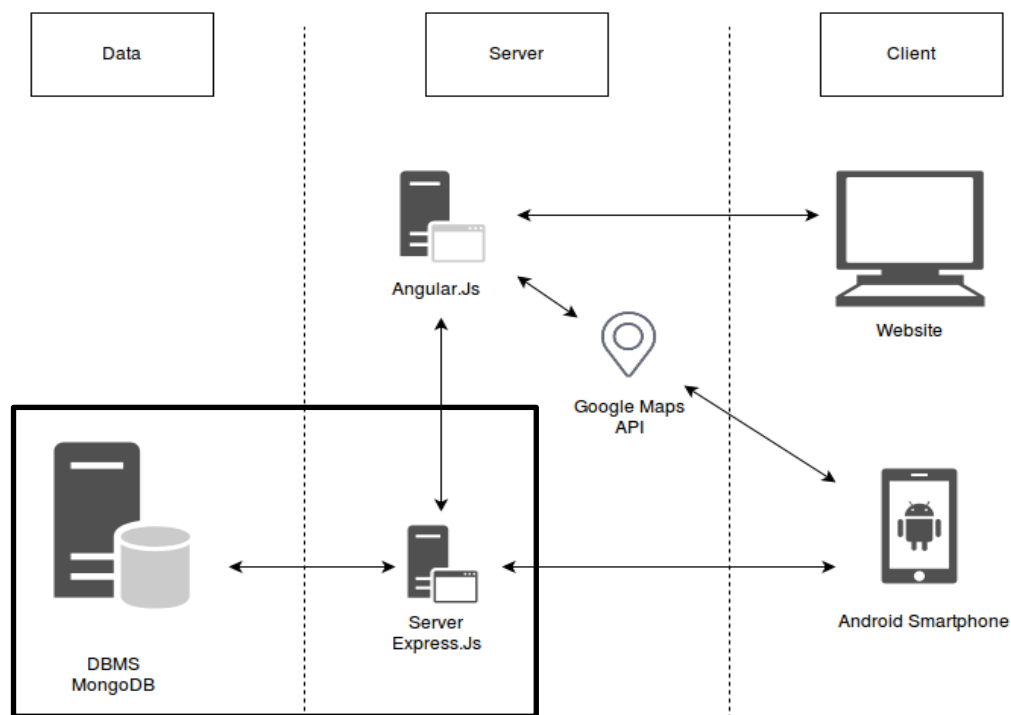 Data
Server
Client
Angular.Js
Website
Google Maps
API
Server
Express.Js
Android Smartphone
DBMS
MongoDB